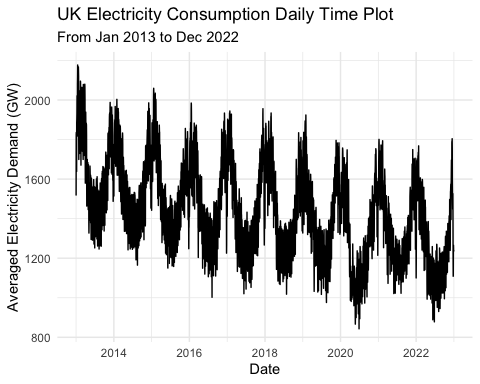 UK Electricity Consumption Daily Time Plot
From Jan 2013 to Dec 2022
Averaged Electricity Demand (GW)
2000
1600
1200
800
2014 2016 2018 2020 2022
Date